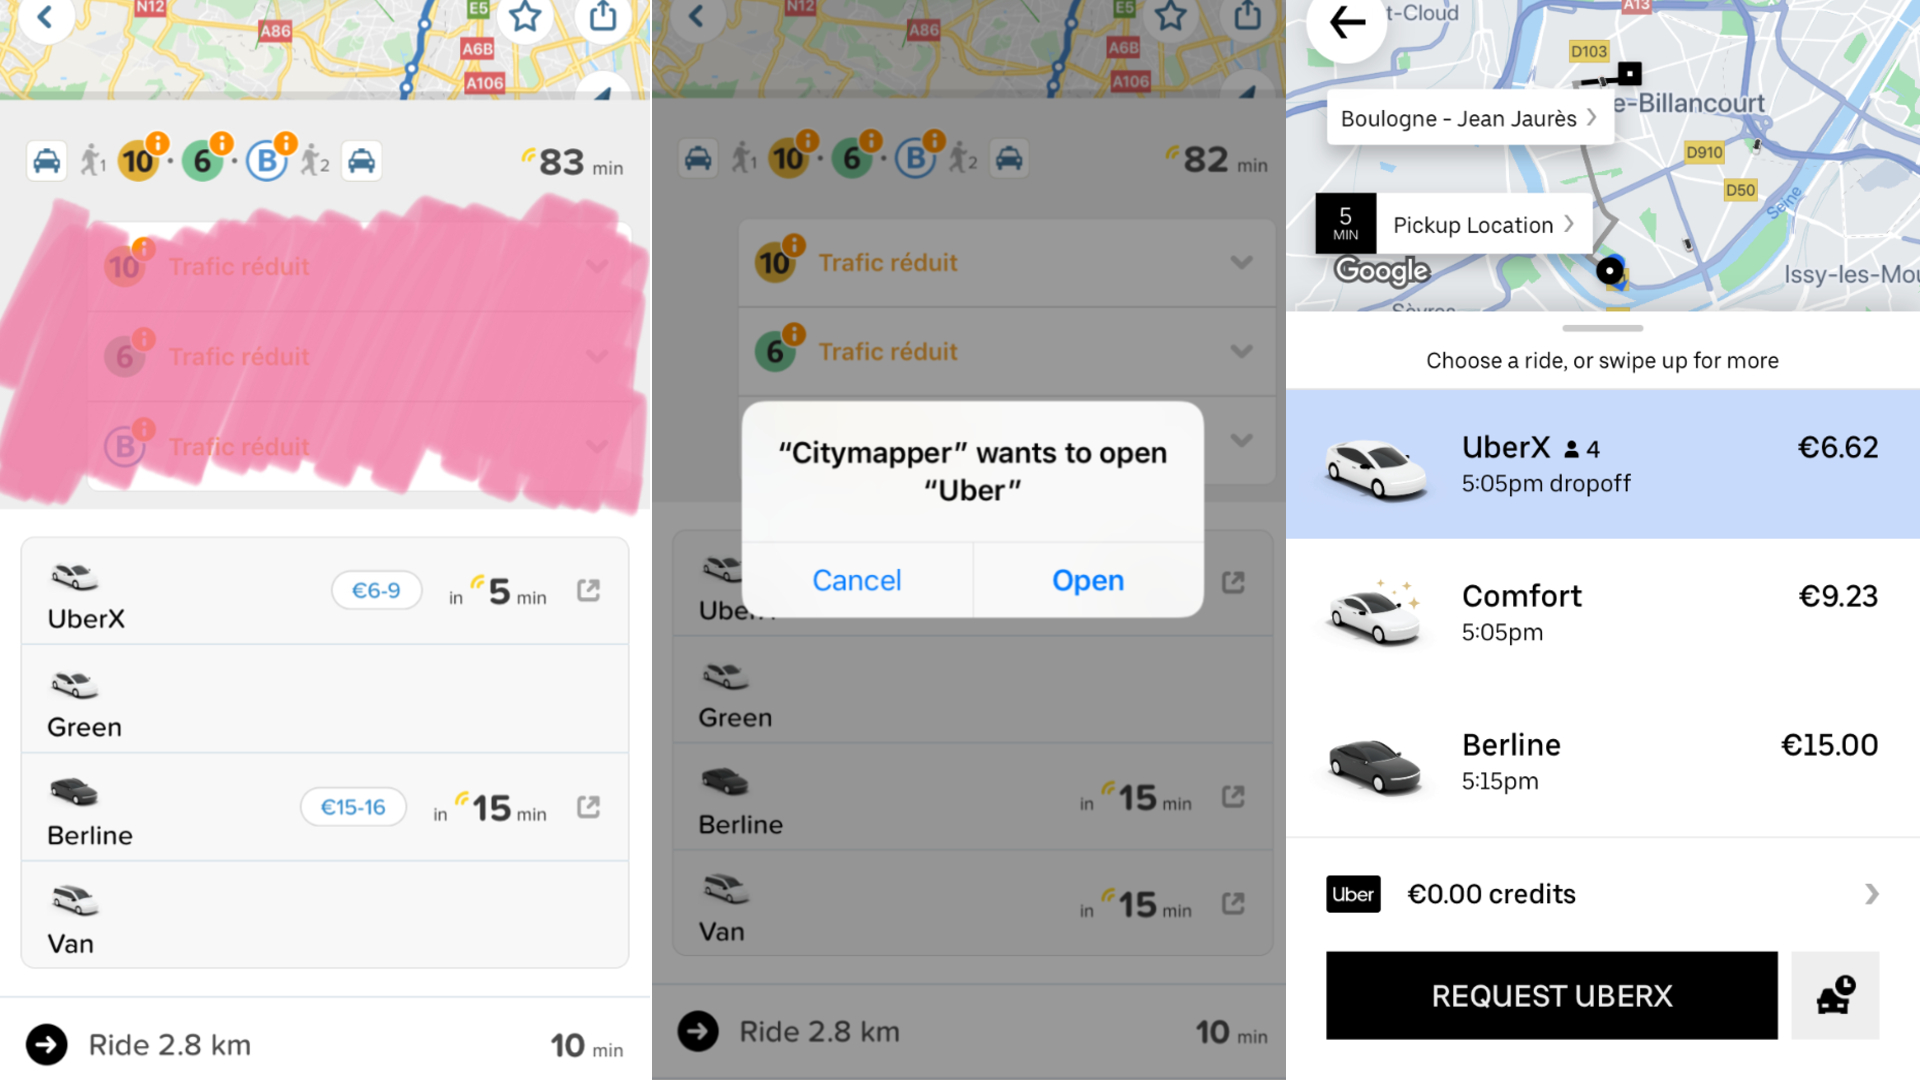 N12
A86
E5
A6B
A106
1 10 · 6 · B 2 83 min
10 Trafic réduit
6 Trafic réduit
B Trafic réduit
UberX €6-9 in 5 min
Green
Berline €15-16 in 15 min
Van
Ride 2.8 km 10 min
N12
A86
E5
A6B
A106
1 10 · 6 · B 2 82 min
10 Trafic réduit
6 Trafic réduit
“Citymapper” wants to open
“Uber”
Cancel Open
Green
Berline in 15 min
Van in 15 min
Ride 2.8 km 10 min
t-Cloud
A13
D103
e-Billancourt
Boulogne - Jean Jaurès
D910
D50
Seine
5
MIN
Pickup Location
Google
Issy-les-Mou
Sèvres
Choose a ride, or swipe up for more
UberX 4 €6.62
5:05pm dropoff
Comfort €9.23
5:05pm
Berline €15.00
5:15pm
Uber €0.00 credits
REQUEST UBERX